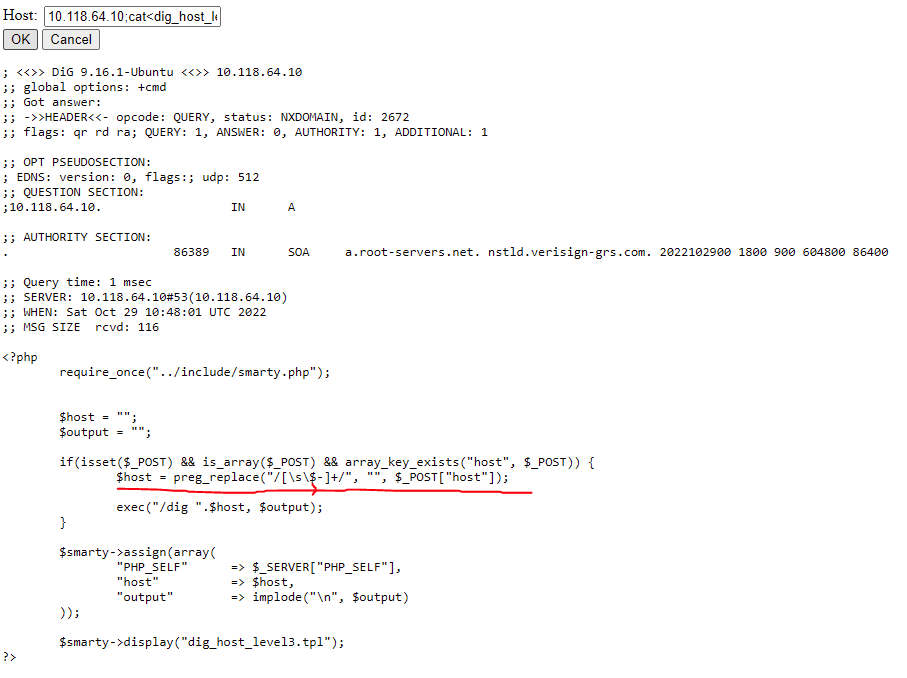 Host: 10.118.64.10;cat<dig_host_l
OK Cancel
; <<>> DiG 9.16.1-Ubuntu <<>> 10.118.64.10
;; global options: +cmd
;; Got answer:
;; ->>HEADER<<- opcode: QUERY, status: NXDOMAIN, id: 2672
;; flags: qr rd ra; QUERY: 1, ANSWER: 0, AUTHORITY: 1, ADDITIONAL: 1
;; OPT PSEUDOSECTION:
; EDNS: version: 0, flags:; udp: 512
;; QUESTION SECTION:
;10.118.64.10. IN A
;; AUTHORITY SECTION:
. 86389 IN SOA a.root-servers.net. nstld.verisign-grs.com. 2022102900 1800 900 604800 86400
;; Query time: 1 msec
;; SERVER: 10.118.64.10#53(10.118.64.10)
;; WHEN: Sat Oct 29 10:48:01 UTC 2022
;; MSG SIZE rcvd: 116
<?php
require_once("../include/smarty.php");
$host = "";
$output = "";
if(isset($_POST) && is_array($_POST) && array_key_exists("host", $_POST)) {
$host = preg_replace("/[\s\$-]+/", "", $_POST["host"]);
exec("/dig ".$host, $output);
}
$smarty->assign(array(
"PHP_SELF" => $_SERVER["PHP_SELF"],
"host" => $host,
"output" => implode("\n", $output)
));
$smarty->display("dig_host_level3.tpl");
?>